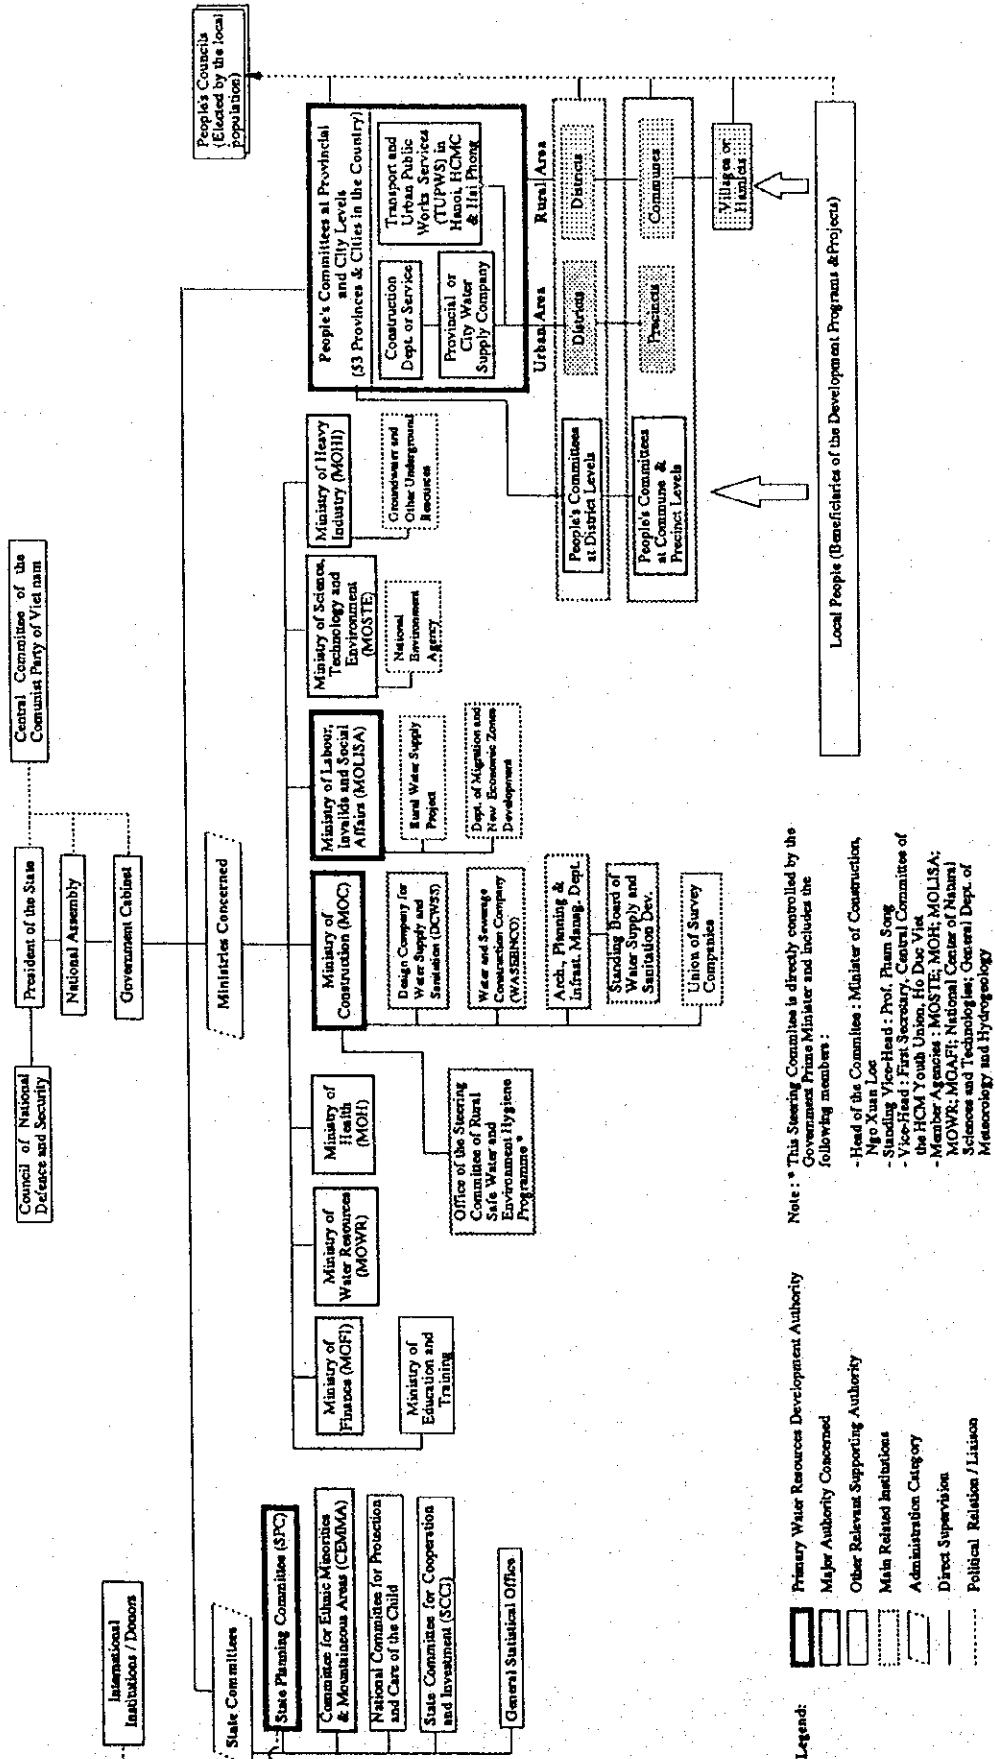 Central Committee of the
Comunist Party of Viet nam
Council of National
Defence and Security
President of the State
National Assembly
Government Cabinet
People's Councils
(Elected by the local
population)
International
Institutions / Donors
State Committees
Ministries Concerned
State Planning Committee (SPC)
Committee for Ethnic Minorities
& Mountaineous Areas (CEMMA)
National Committee for Protection
and Care of the Child
State Committee for Cooperation
and Investment (SCCI)
General Statistical Office
Ministry of
Finance (MOFI)
Ministry of
Education and
Training
Ministry of
Water Resources
(MOWR)
Ministry of
Health
(MOH)
Office of the Steering
Committee of Rural
Safe Water and
Environment Hygiene
Programme*
Ministry of
Construction (MOC)
Design Company for
Water Supply and
Sanitation (DCWSS)
Water and Sewerage
Construction Company
(WASEENCO)
Arch., Planning &
Infrast. Manag. Dept.
Standing Board of
Water Supply and
Sanitation Dev.
Union of Survey
Companies
Ministry of Labour,
Invalids and Social
Affairs (MOLISA)
Rural Water Supply
Project
Dept. of Migration and
New Economic Zones
Development
Ministry of Science,
Technology and
Environment
(MOSTE)
National
Environment
Agency
Ministry of Heavy
Industry (MOHI)
Groundwater and
Other Underground
Resources
People's Committees at Provincial
and City Levels
(53 Provinces & Cities in the Country)
Construction
Dept. or Service
Provincial or
City Water
Supply Company
Transport and
Urban Public
Works Services
(TUPWS) in
Hanoi, HCMC
& Hai Phong
Urban Area
Rural Area
People's Committees
at District Levels
Districts
Districts
People's Committees
at Commune &
Precinct Levels
Precincts
Communes
Villages or
Hamlets
Local People (Beneficiaries of the Development Programs & Projects)
Legend:
Primary Water Resources Development Authority
Major Authority Concerned
Other Relevant Supporting Authority
Main Related Institutions
Administration Category
Direct Supervision
Political Relation / Liaison
Note : * This Steering Commitee is directly controlled by the
Government Prime Minister and includes the
following members :
- Head of the Commitee : Minister of Construction,
Ngo Xuan Loc
- Standing Vice-Head : Prof. Pham Song
- Vice-Head : First Secretary, Central Committee of
the HCM Youth Union, Ho Duc Viet
- Member Agencies : MOSTE; MOH; MOLISA;
MOWR; MOAFI; National Center of Natural
Sciences and Technologies; General Dept. of
Meteorology and Hydrogeology